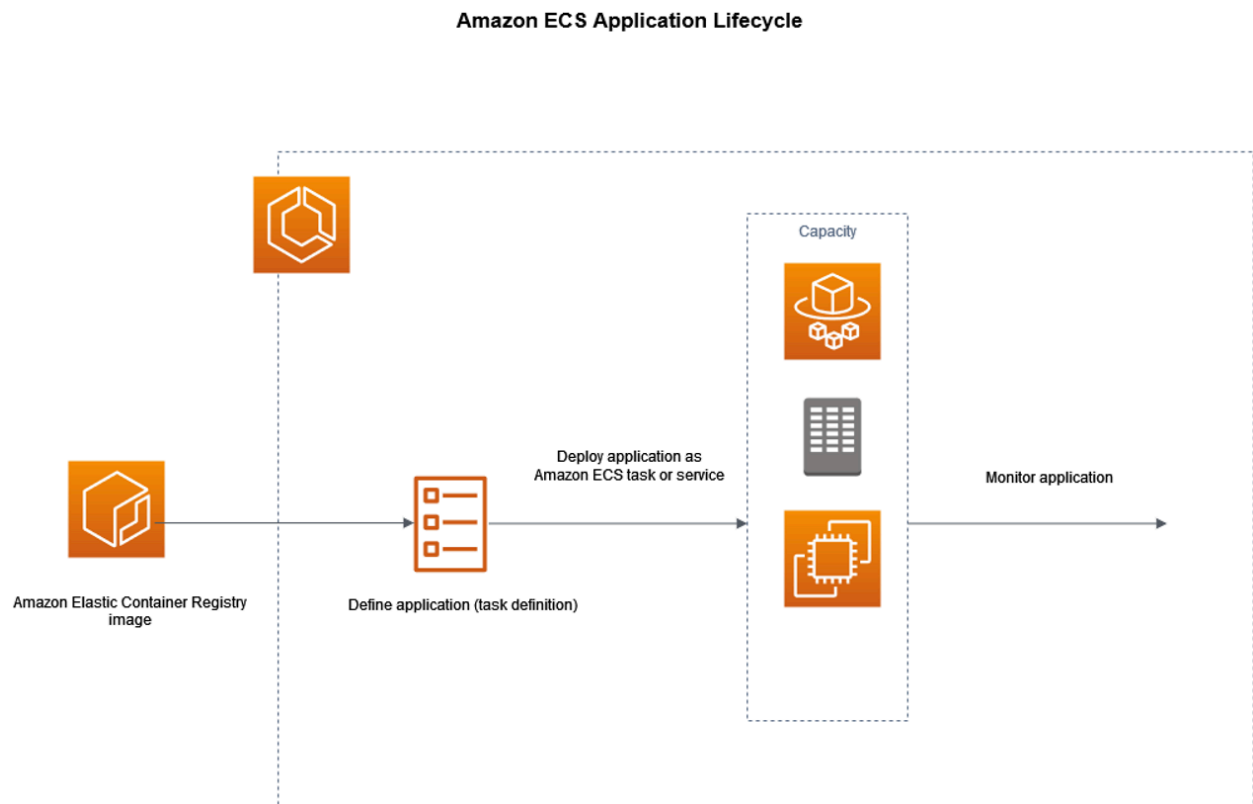 Amazon ECS Application Lifecycle
Capacity
Deploy application as
Amazon ECS task or service
Monitor application
Amazon Elastic Container Registry
image
Define application (task definition)